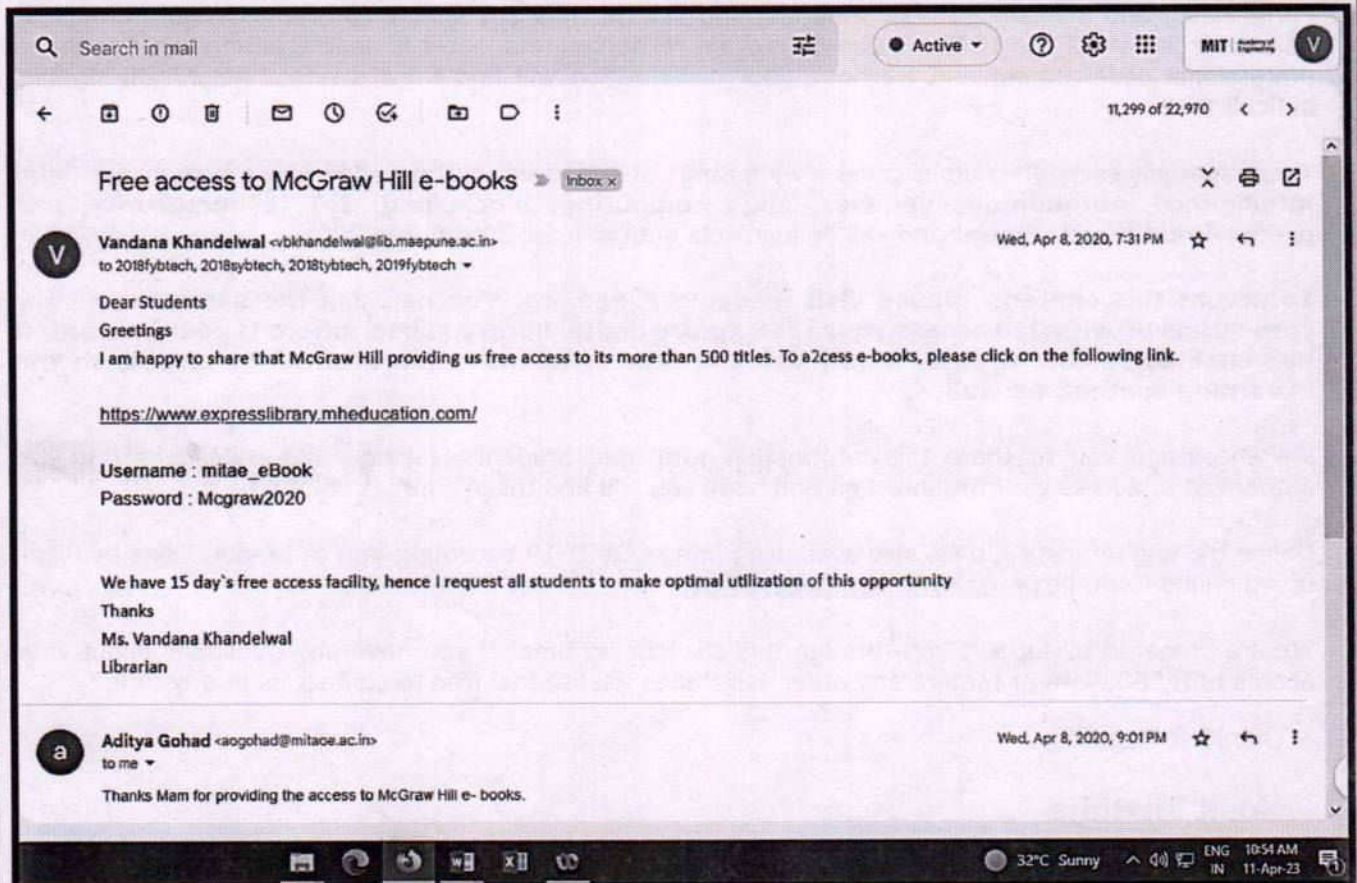 Search in mail
Active
MIT
V
11,299 of 22,970
Free access to McGraw Hill e-books
Inbox x
V
Vandana Khandelwal <vbkhandelwal@lib.maepune.ac.in>
Wed, Apr 8, 2020, 7:31 PM
to 2018fybtech, 2018sybtech, 2018tybtech, 2019fybtech
Dear Students
Greetings
I am happy to share that McGraw Hill providing us free access to its more than 500 titles. To a2cess e-books, please click on the following link.
https://www.expresslibrary.mheducation.com/
Username : mitae_eBook
Password : Mcgraw2020
We have 15 day`s free access facility, hence I request all students to make optimal utilization of this opportunity
Thanks
Ms. Vandana Khandelwal
Librarian
a
Aditya Gohad <aogohad@mitaoe.ac.in>
Wed, Apr 8, 2020, 9:01 PM
to me
Thanks Mam for providing the access to McGraw Hill e- books.
32°C Sunny
ENG
IN
10:54 AM
11-Apr-23